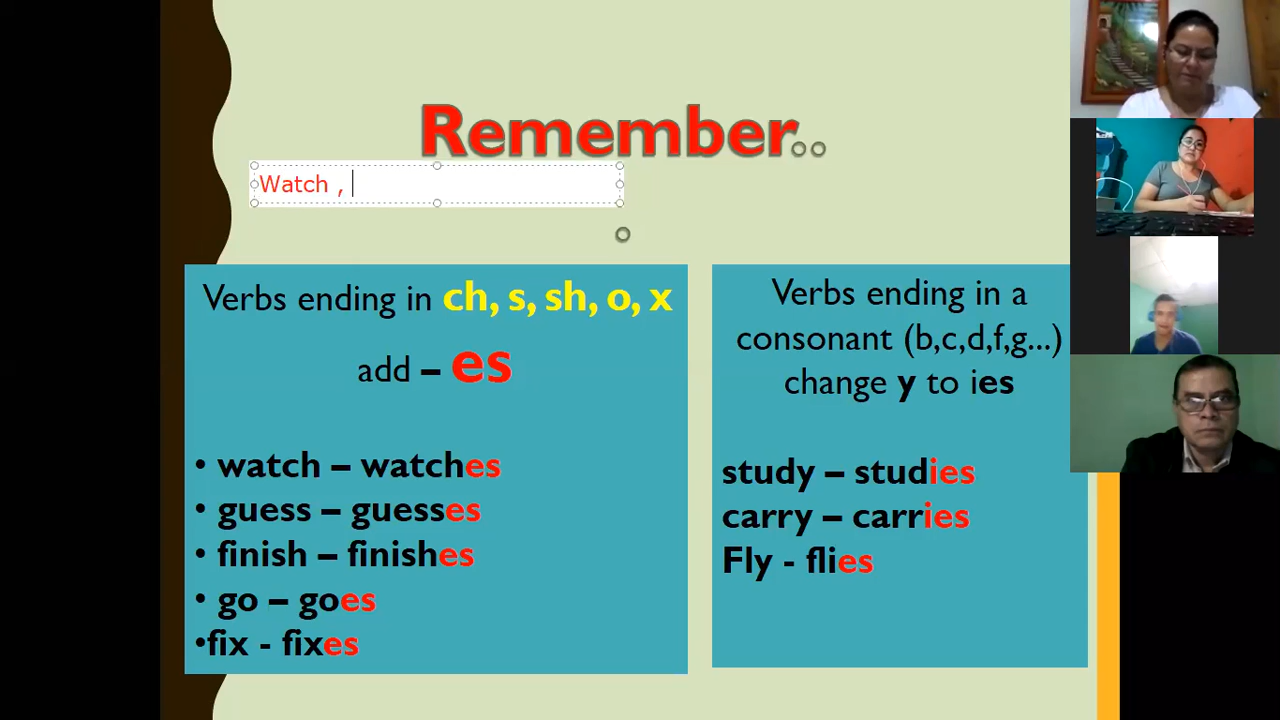 Remember...
Watch ,
Verbs ending in ch, s, sh, o, x
add – es
• watch – watches
• guess – guesses
• finish – finishes
• go – goes
•fix - fixes
Verbs ending in a
consonant (b,c,d,f,g...)
change y to ies
study – studies
carry – carries
Fly - flies